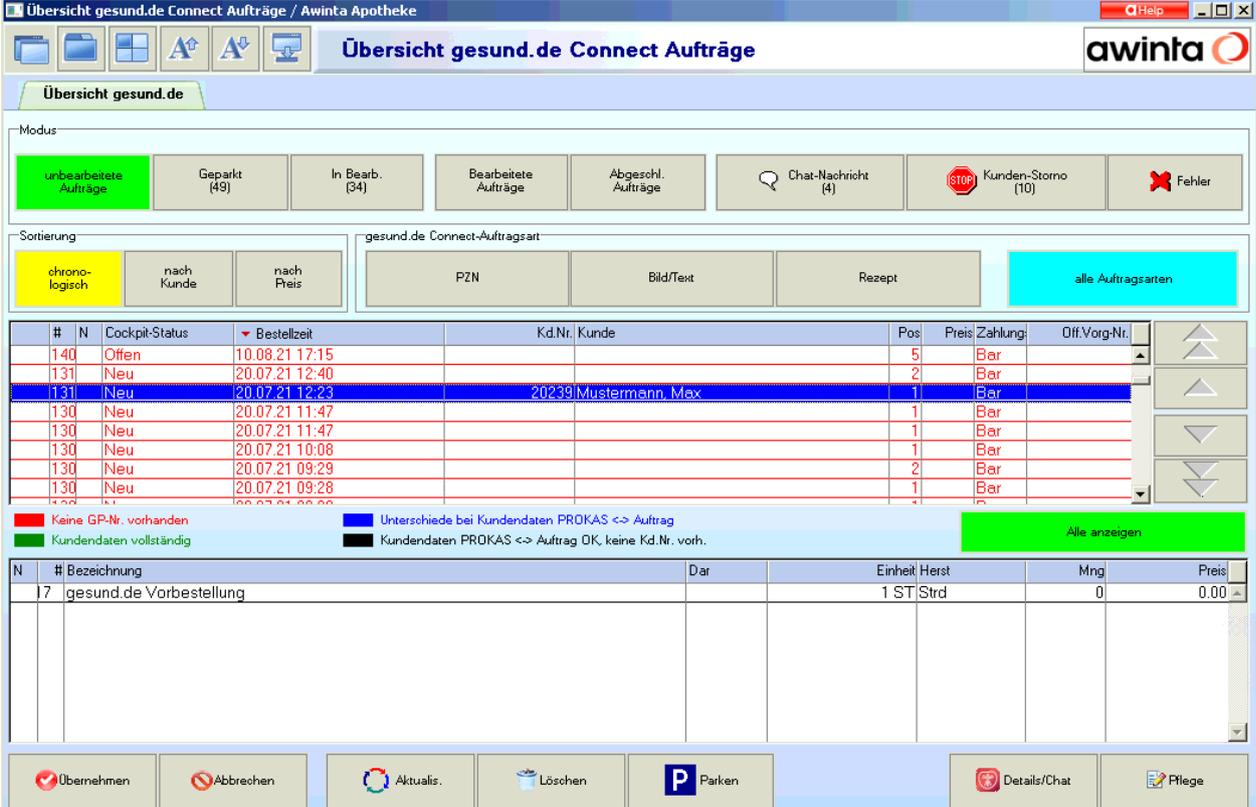 Übersicht gesund.de Connect Aufträge / Awinta Apotheke
Help
Übersicht gesund.de Connect Aufträge
awinta
Übersicht gesund.de
Modus
unbearbeitete Aufträge
Geparkt (49)
In Bearb. (34)
Bearbeitete Aufträge
Abgeschl. Aufträge
Chat-Nachricht (4)
STOP Kunden-Storno (10)
Fehler
Sortierung
gesund.de Connect-Auftragsart
chrono-logisch
nach Kunde
nach Preis
PZN
Bild/Text
Rezept
alle Auftragsarten
# N Cockpit-Status Bestellzeit Kd.Nr. Kunde Pos Preis Zahlung: Off.Vorg-Nr.
140 Offen 10.08.21 17:15 5 Bar
131 Neu 20.07.21 12:40 2 Bar
131 Neu 20.07.21 12:23 20239 Mustermann, Max 1 Bar
130 Neu 20.07.21 11:47 1 Bar
130 Neu 20.07.21 11:47 1 Bar
130 Neu 20.07.21 10:08 1 Bar
130 Neu 20.07.21 09:29 2 Bar
130 Neu 20.07.21 09:28 1 Bar
Keine GP-Nr. vorhanden
Unterschiede bei Kundendaten PROKAS <-> Auftrag
Kundendaten vollständig
Kundendaten PROKAS <-> Auftrag OK, keine Kd.Nr. vorh.
Alle anzeigen
N # Bezeichnung Dar Einheit Herst Mng Preis
17 gesund.de Vorbestellung 1 ST Strd 0 0.00
Übernehmen
Abbrechen
Aktualis.
Löschen
P Parken
Details/Chat
Pflege